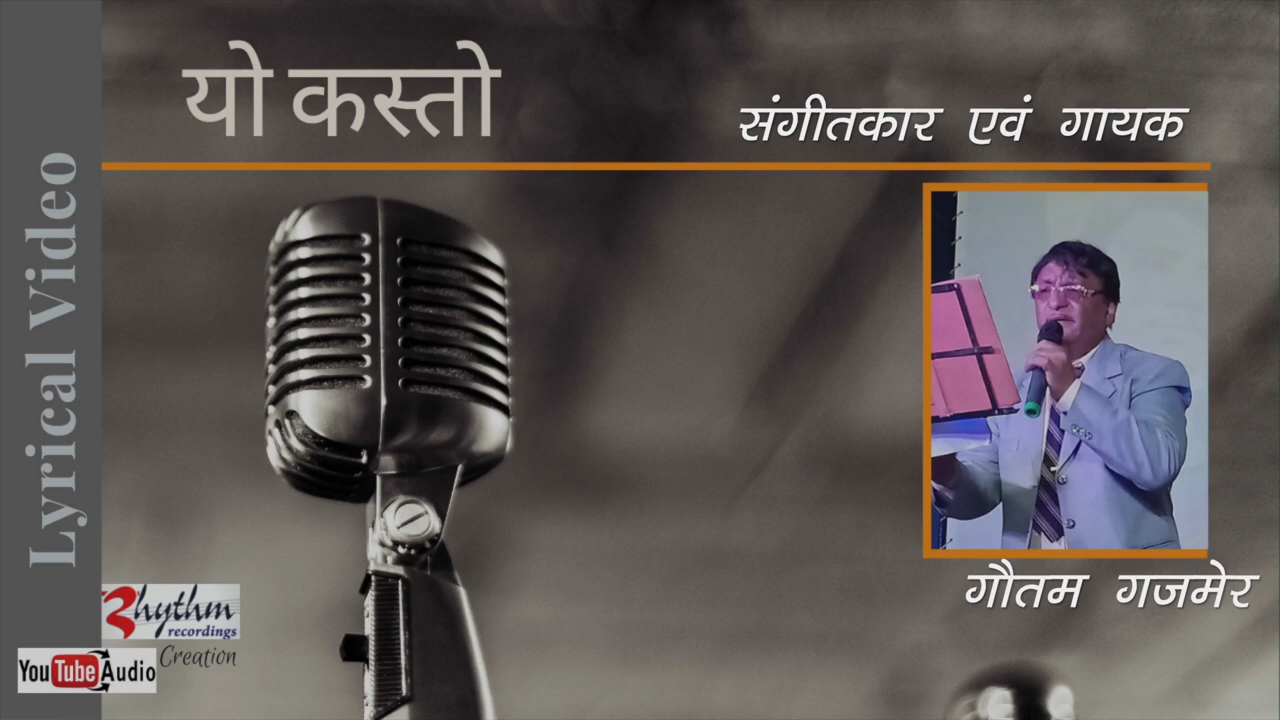 यो कस्तो
संगीतकार एवं गायक
Lyrical Video
गौतम गजमेर
Rhythm
recordings
Creation
YouTube Audio